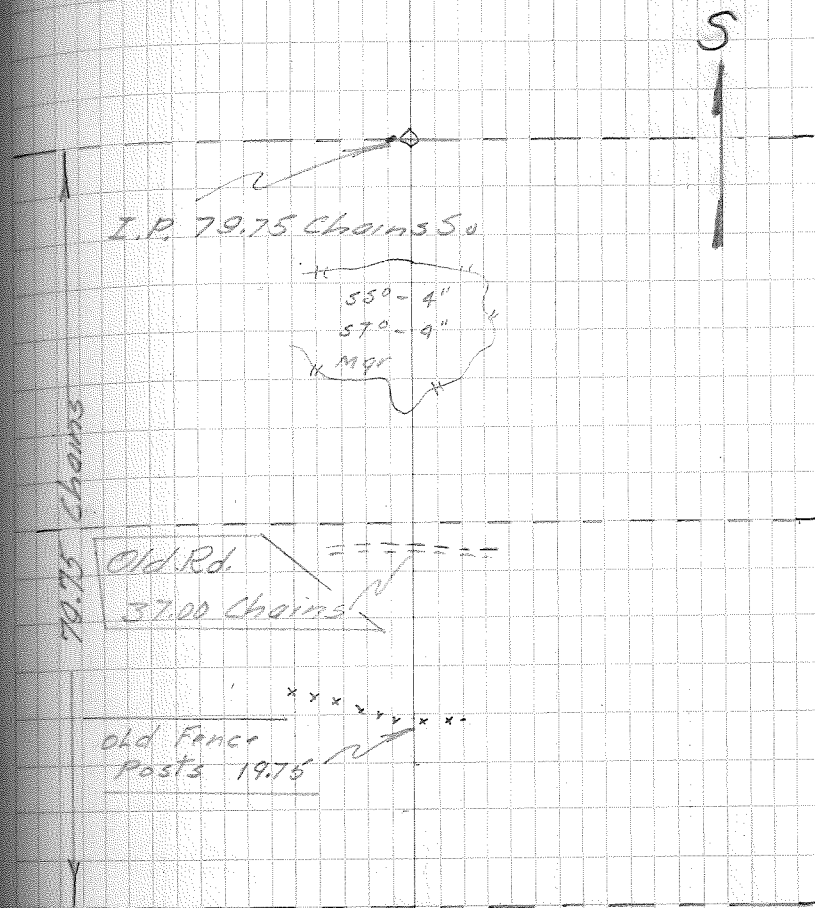 S
I.P. 79.75 Chains So
55° - 4"
57° - 9"
Mgr
79.75 Chains
Old Rd.
37.00 Chains
old Fence
Posts 19.75